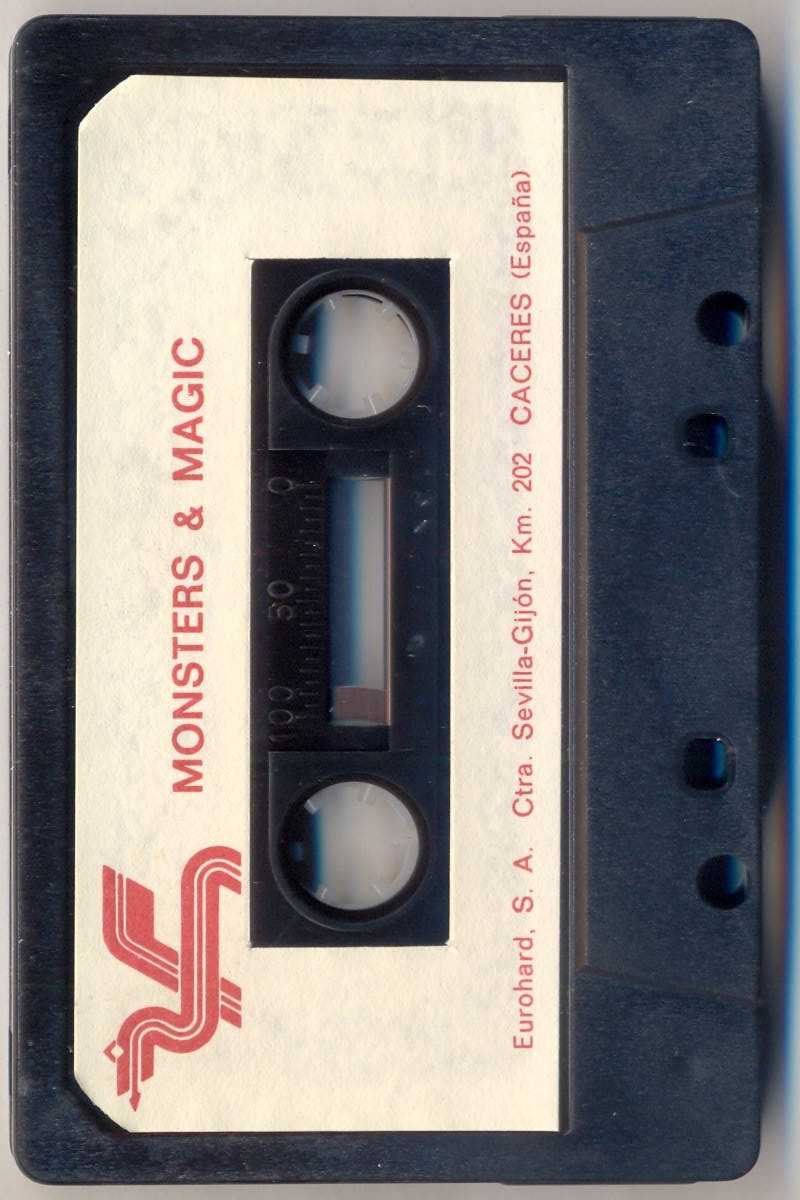 MONSTERS & MAGIC
100 50 0
Eurohard, S. A. Ctra. Sevilla-Gijón, Km. 202 CACERES (España)